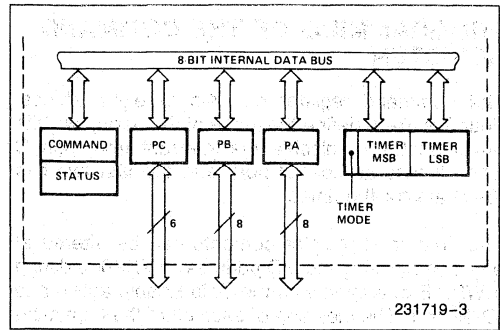 8-BIT INTERNAL DATA BUS
COMMAND
STATUS
PC
PB
PA
TIMER MSB
TIMER LSB
TIMER MODE
6
8
8
231719-3